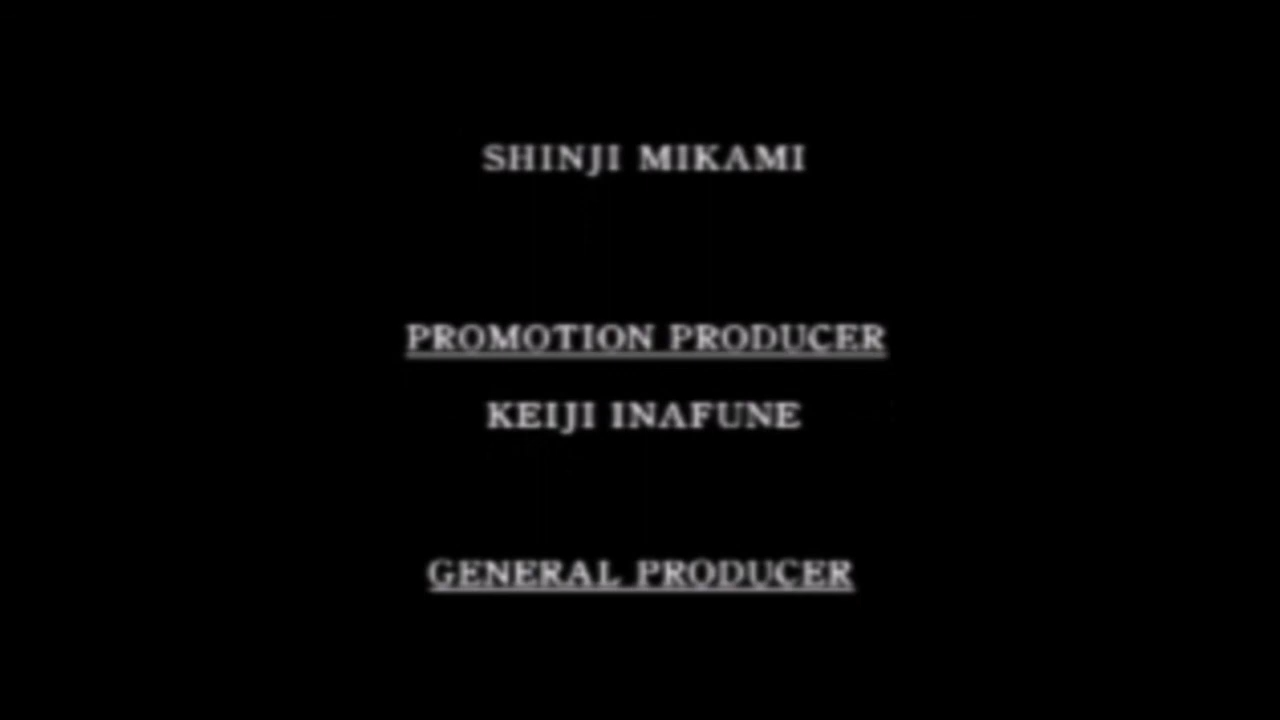 SHINJI MIKAMI
PROMOTION PRODUCER
KEIJI INAFUNE
GENERAL PRODUCER